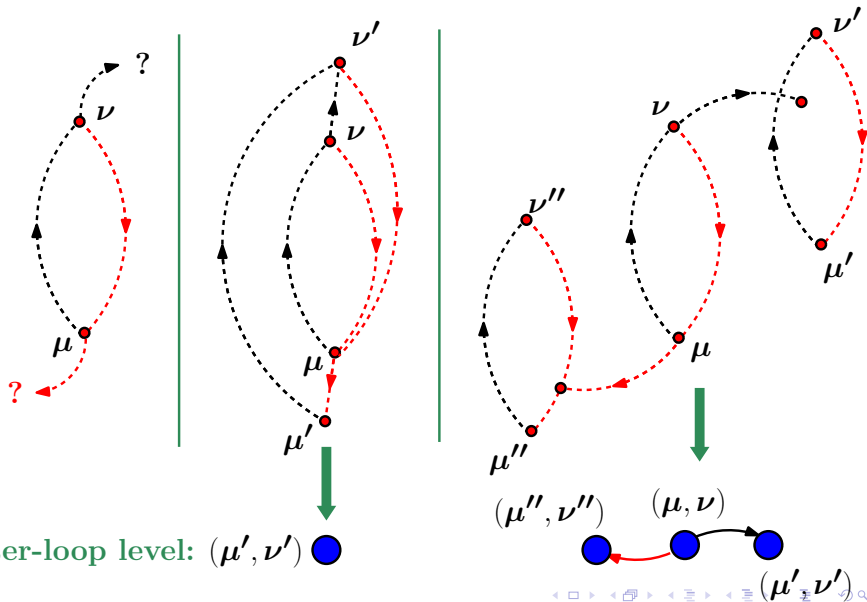 ?
ν
μ
?
ν′
ν
μ
μ′
ν′
ν
ν″
μ′
μ
μ″
er-loop level: (μ′, ν′)
(μ″, ν″)
(μ, ν)
(μ′, ν′)